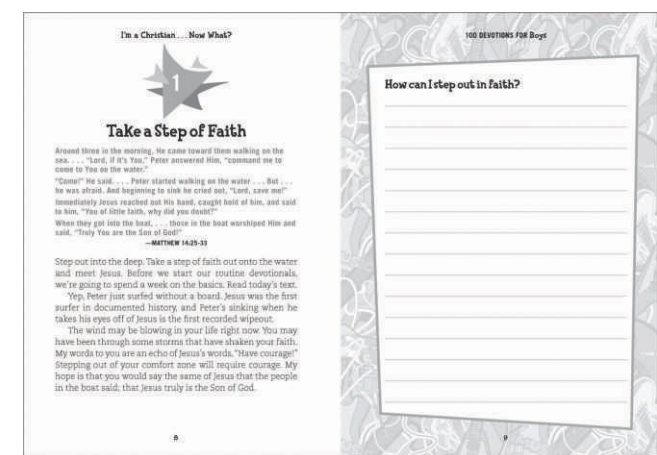 I'm a Christian . . . Now What?
1
Take a Step of Faith
Around three in the morning, He came toward them walking on the
sea. . . . "Lord, if it's You," Peter answered Him, "command me to
come to You on the water."
"Come!" He said. . . . Peter started walking on the water . . . But . . .
he was afraid. And beginning to sink he cried out, "Lord, save me!"
Immediately Jesus reached out His hand, caught hold of him, and said
to him, "You of little faith, why did you doubt?"
When they got into the boat, . . . those in the boat worshiped Him and
said, "Truly You are the Son of God!"
—MATTHEW 14:25-33
Step out into the deep. Take a step of faith out onto the water
and meet Jesus. Before we start our routine devotionals,
we're going to spend a week on the basics. Read today's text.
Yep, Peter just surfed without a board. Jesus was the first
surfer in documented history, and Peter's sinking when he
takes his eyes off of Jesus is the first recorded wipeout.
The wind may be blowing in your life right now. You may
have been through some storms that have shaken your faith.
My words to you are an echo of Jesus's words, "Have courage!"
Stepping out of your comfort zone will require courage. My
hope is that you would say the same of Jesus that the people
in the boat said; that Jesus truly is the Son of God.
8
100 DEVOTIONS FOR Boys
How can I step out in faith?
9